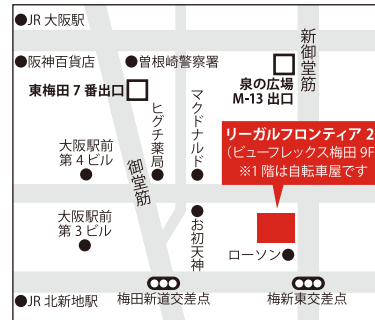 ●JR 大阪駅
新御堂筋
●阪神百貨店
●曽根崎警察署
東梅田 7 番出口
泉の広場
M-13 出口
ヒグチ薬局
マクドナルド
リーガルフロンティア 2
(ビューフレックス梅田 9F
※1 階は自転車屋です
大阪駅前
第 4 ビル
御堂筋
大阪駅前
第 3 ビル
お初天神
ローソン
●JR 北新地駅
梅田新道交差点
梅新東交差点